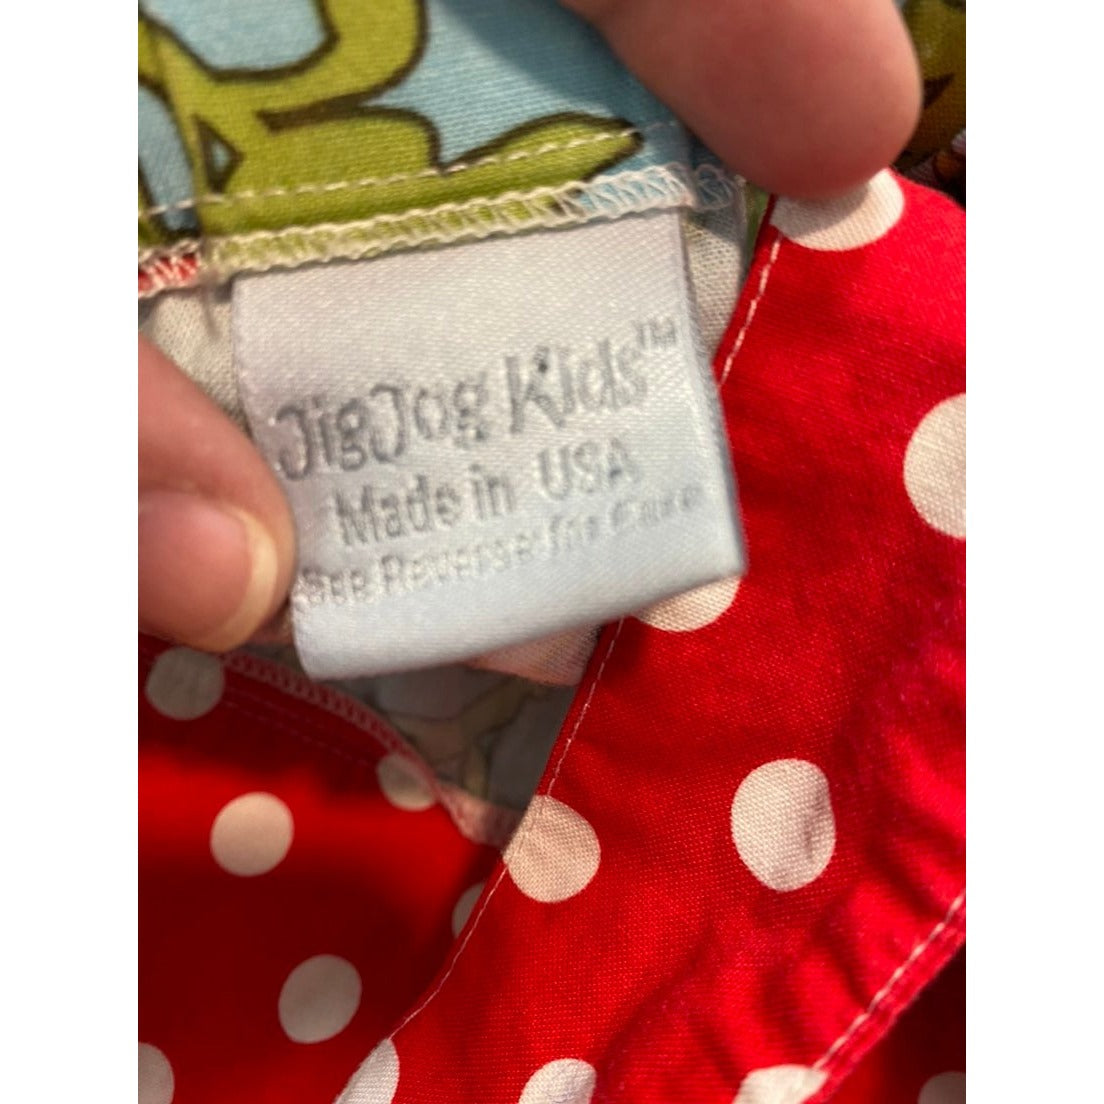 JigJog Kids™
Made in USA
See Reverse for Care